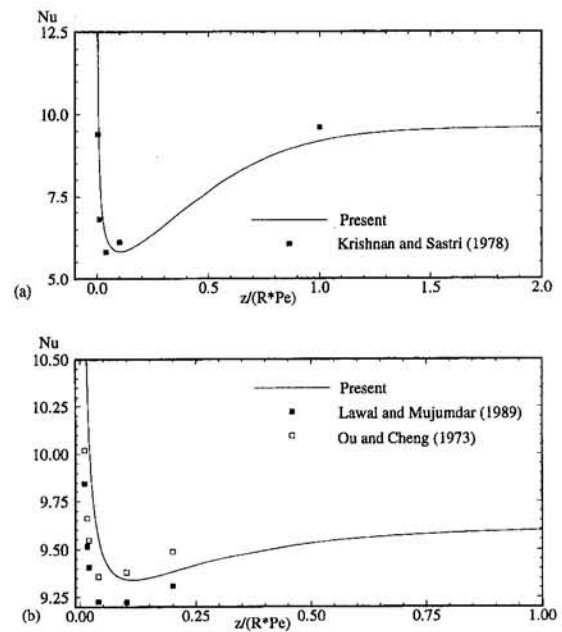 Nu
12.5
10.0
7.5
5.0
Present
Krishnan and Sastri (1978)
0.0
0.5
1.0
1.5
2.0
(a)
z/(R*Pe)
Nu
10.50
10.25
10.00
9.75
9.50
9.25
Present
Lawal and Mujumdar (1989)
Ou and Cheng (1973)
0.00
0.25
0.50
0.75
1.00
(b)
z/(R*Pe)